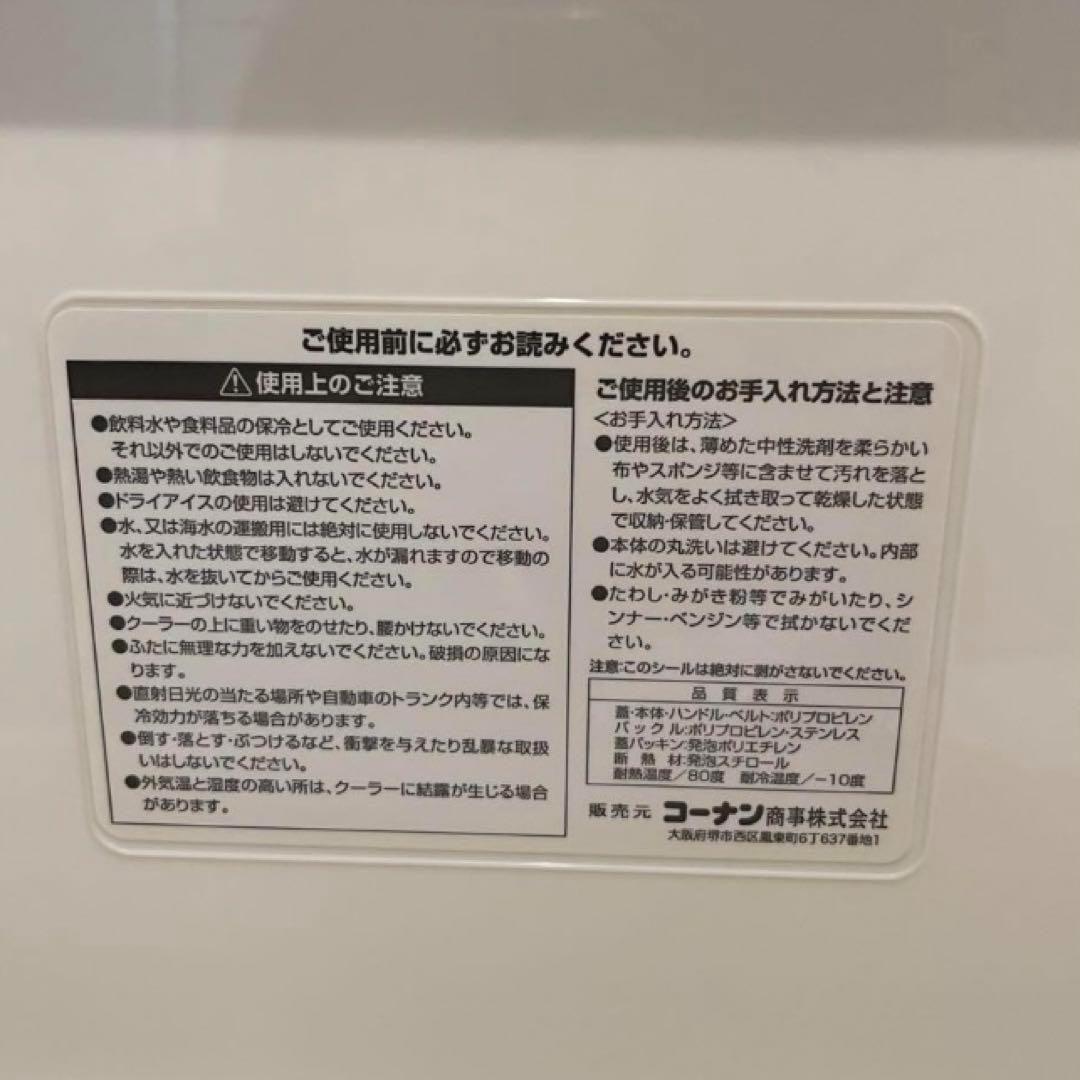 ご使用前に必ずお読みください。
⚠使用上のご注意
●飲料水や食料品の保冷としてご使用ください。
それ以外でのご使用はしないでください。
●熱湯や熱い飲食物は入れないでください。
●ドライアイスの使用は避けてください。
●水、又は海水の運搬用には絶対に使用しないでください。
水を入れた状態で移動すると、水が漏れますので移動の
際は、水を抜いてからご使用ください。
●火気に近づけないでください。
●クーラーの上に重い物をのせたり、腰かけないでください。
●ふたに無理な力を加えないでください。破損の原因にな
ります。
●直射日光の当たる場所や自動車のトランク内等では、保
冷効力が落ちる場合があります。
●倒す・落とす・ぶつけるなど、衝撃を与えたり乱暴な取扱
いはしないでください。
●外気温と湿度の高い所は、クーラーに結露が生じる場合
があります。
ご使用後のお手入れ方法と注意
<お手入れ方法>
●使用後は、薄めた中性洗剤を柔らかい
布やスポンジ等に含ませて汚れを落と
し、水気をよく拭き取って乾燥した状態
で収納・保管してください。
●本体の丸洗いは避けてください。内部
に水が入る可能性があります。
●たわし・みがき粉等でみがいたり、シ
ンナー・ベンジン等で拭かないでくだ
さい。
注意:このシールは絶対に剥がさないでください。
品質表示
蓋・本体・ハンドル・ベルト:ポリプロピレン
バックル:ポリプロピレン・ステンレス
蓋パッキン:発泡ポリエチレン
断熱材:発泡スチロール
耐熱温度/80度 耐冷温度/-10度
販売元 コーナン商事株式会社
大阪府堺市西区鳳東町6丁637番地1